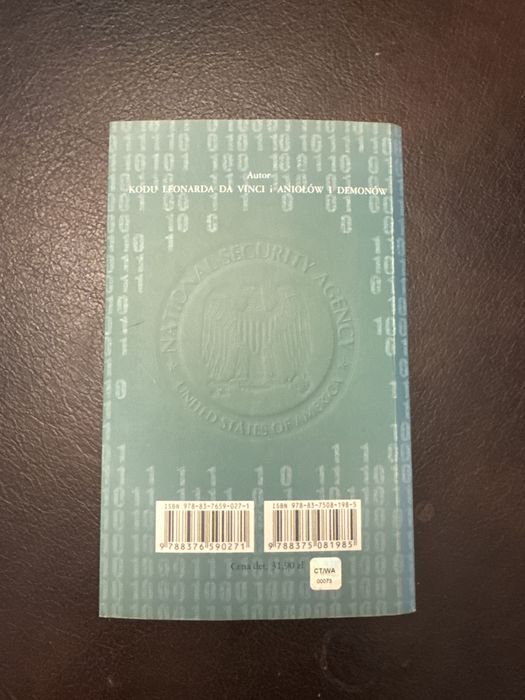 Autor
KODU LEONARDA DA VINCI i ANIOŁÓW I DEMONÓW
NATIONAL SECURITY AGENCY
UNITED STATES OF AMERICA
ISBN 978-83-7659-027-1
9 788376 590271
ISBN 978-83-7508-198-5
9 788375 081985
Cena det. 31,90 zł
CT/WA
00073